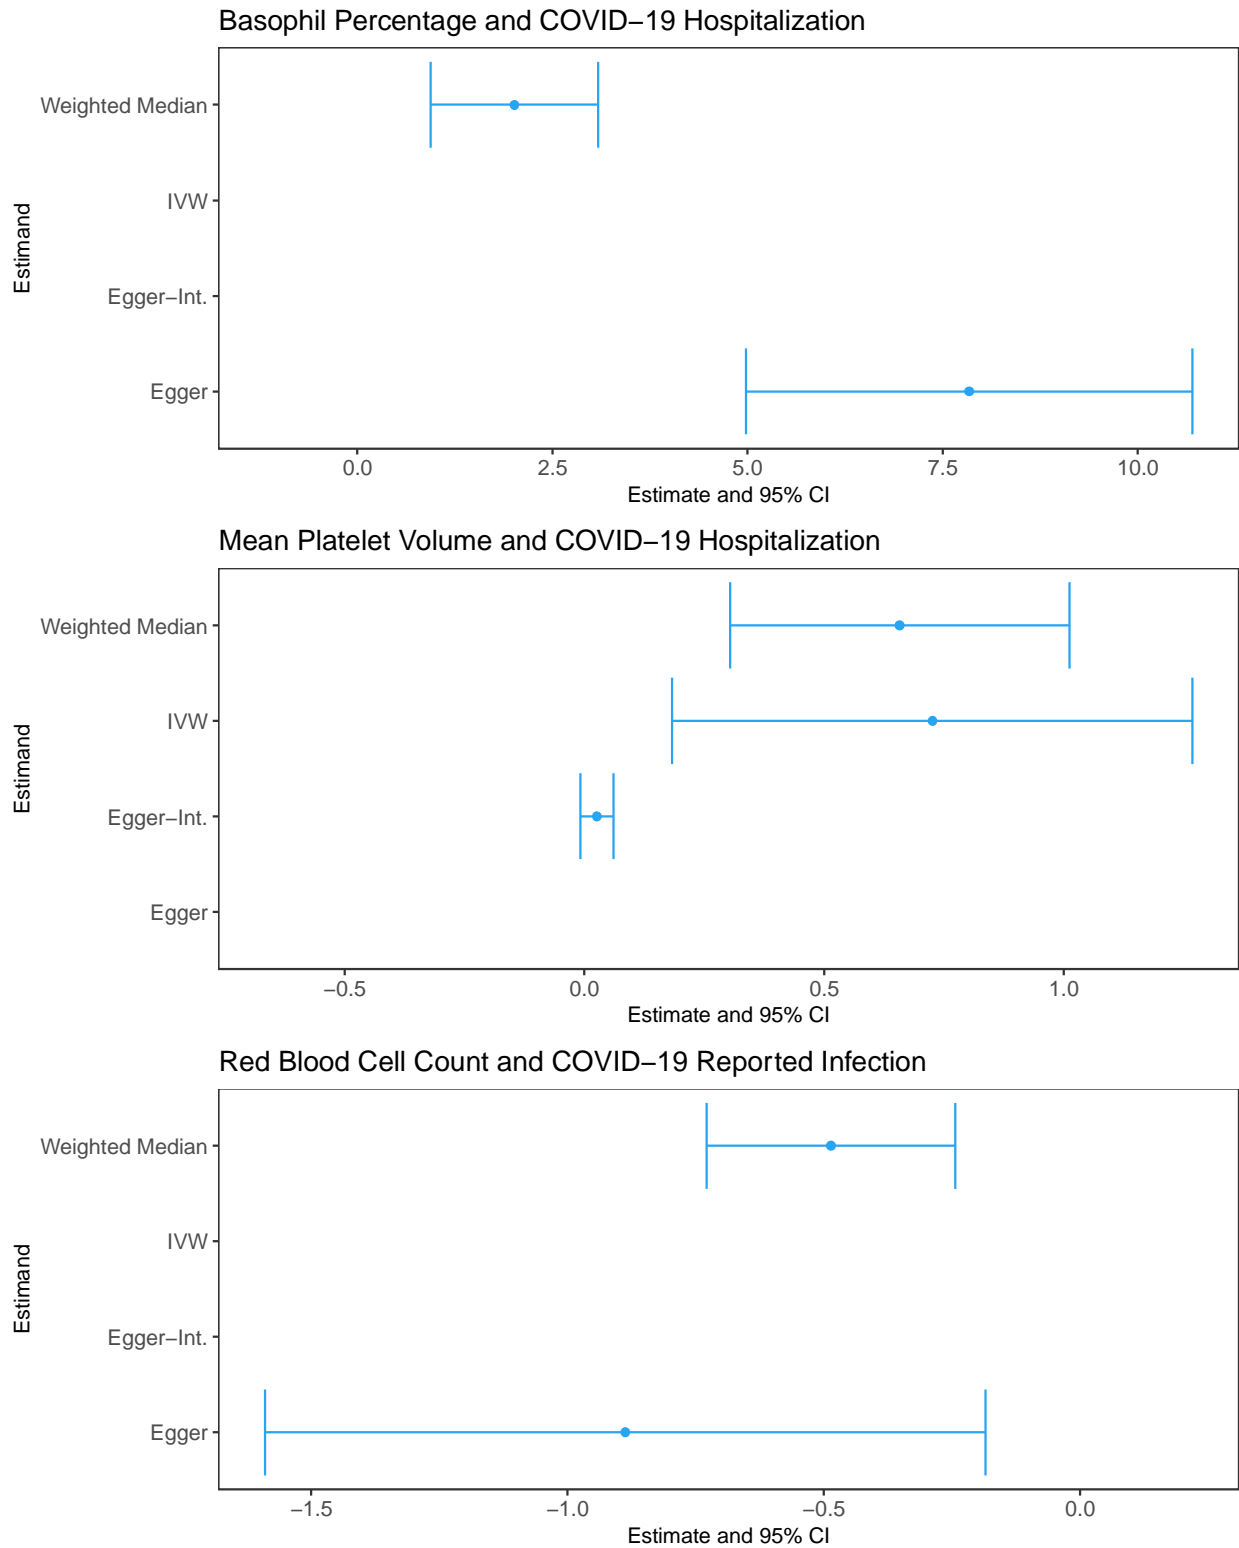 Basophil Percentage and COVID−19 Hospitalization
Weighted Median
IVW
Egger−Int.
Egger
Estimand
0.0 2.5 5.0 7.5 10.0
Estimate and 95% CI
Mean Platelet Volume and COVID−19 Hospitalization
Weighted Median
IVW
Egger−Int.
Egger
Estimand
−0.5 0.0 0.5 1.0
Estimate and 95% CI
Red Blood Cell Count and COVID−19 Reported Infection
Weighted Median
IVW
Egger−Int.
Egger
Estimand
−1.5 −1.0 −0.5 0.0
Estimate and 95% CI